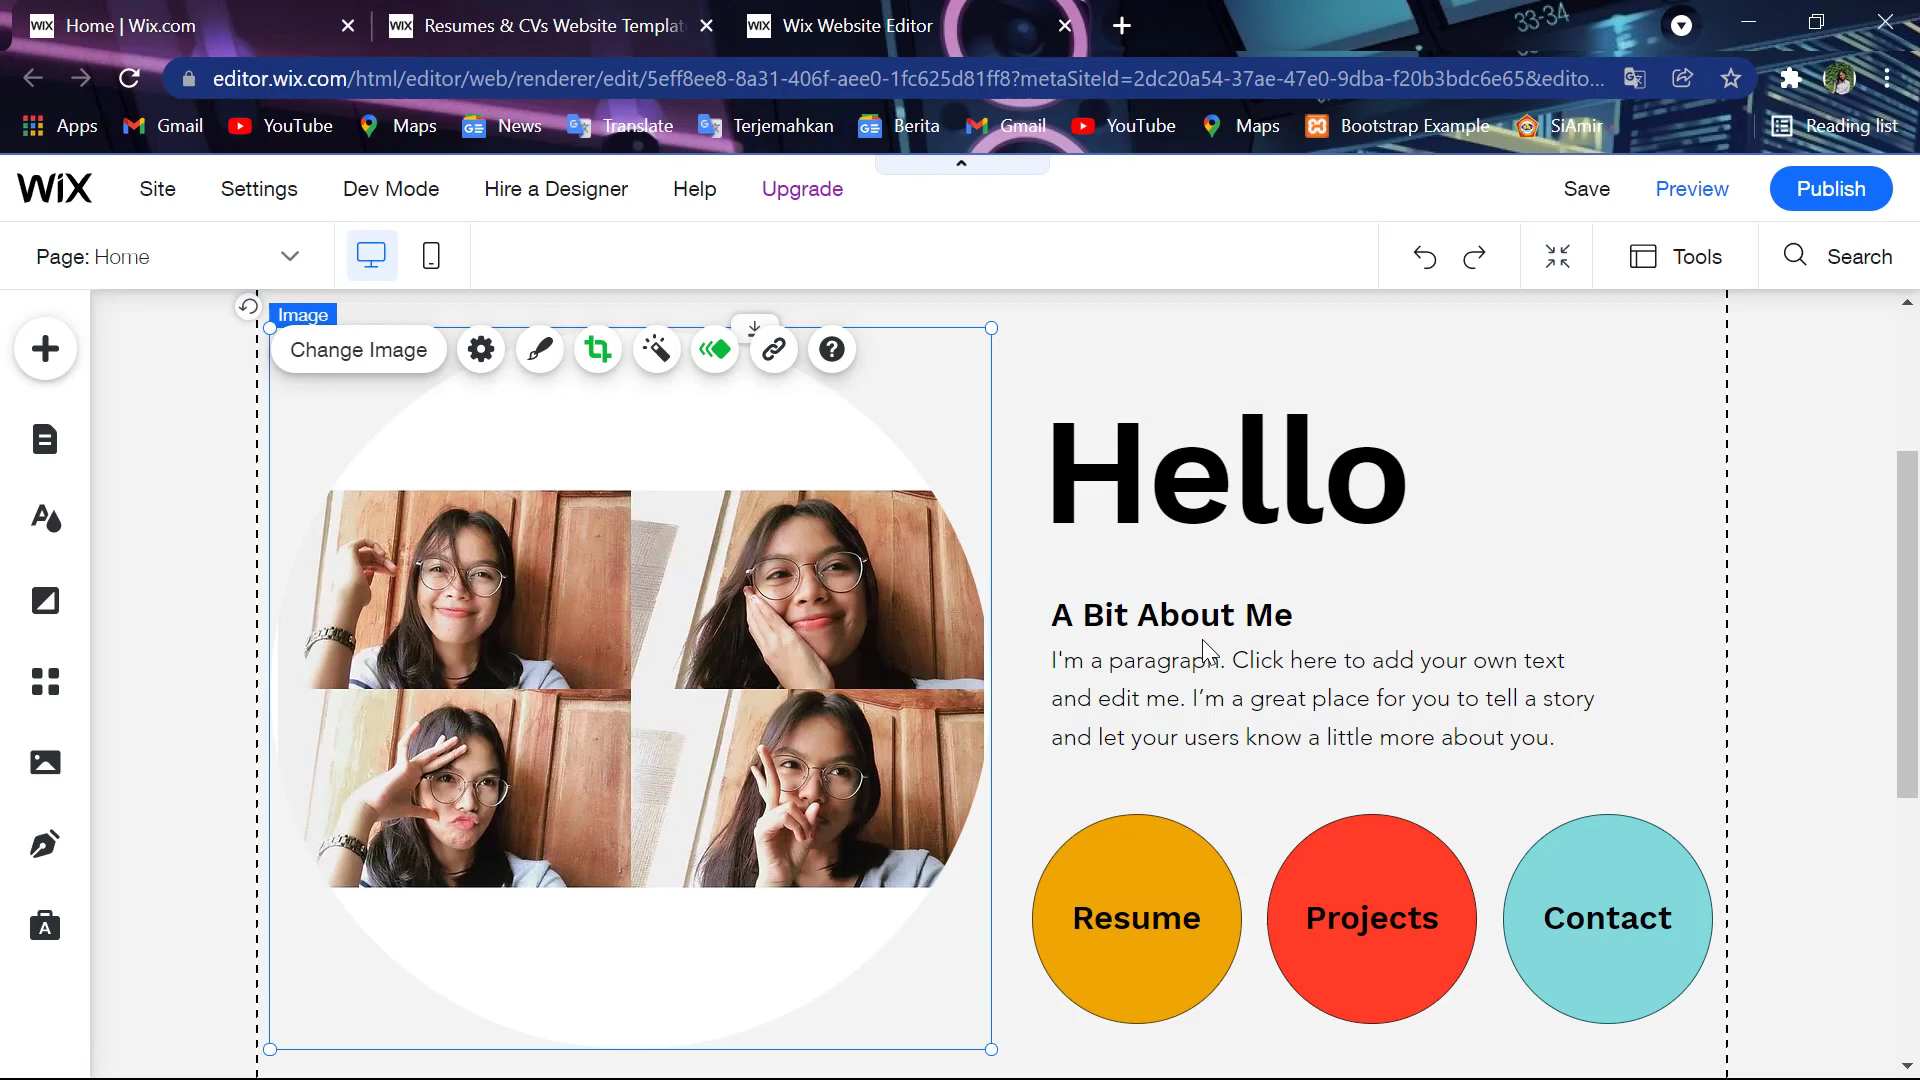 WIX Home | Wix.com
WIX Resumes & CVs Website Templat
WIX Wix Website Editor
33-34
editor.wix.com/html/editor/web/renderer/edit/5eff8ee8-8a31-406f-aee0-1fc625d81ff8?metaSiteId=2dc20a54-37ae-47e0-9dba-f20b3bdc6e65&edito...
Apps Gmail YouTube Maps News Translate Terjemahkan Berita Gmail YouTube Maps Bootstrap Example SiAmir Reading list
WIX Site Settings Dev Mode Hire a Designer Help Upgrade Save Preview Publish
Page: Home Tools Search
Image
Change Image
Hello
A Bit About Me
I'm a paragraph. Click here to add your own text
and edit me. I'm a great place for you to tell a story
and let your users know a little more about you.
Resume Projects Contact